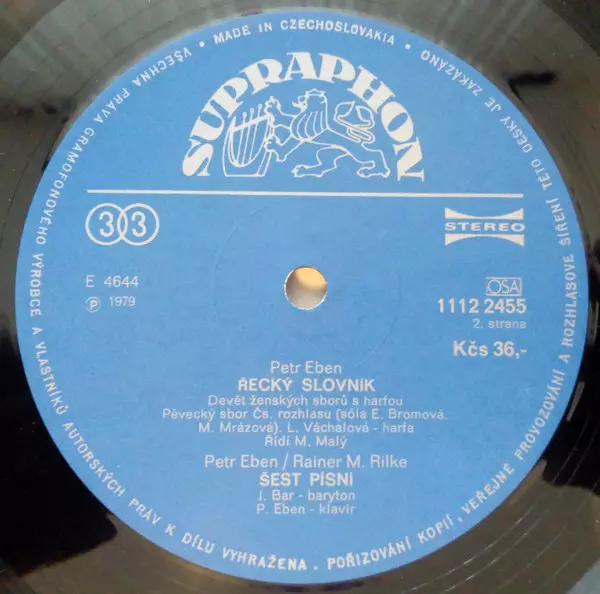 VŠECHNA PRÁVA GRAMOFONOVÉHO VÝROBCE A VLASTNÍKŮ AUTORSKÝCH PRÁV K DÍLU VYHRAŽENA. POŘIZOVÁNÍ KOPIÍ, VEŘEJNÉ PROVOZOVÁNÍ A ROZHLASOVÉ ŠÍŘENÍ TÉTO DESKY JE ZAKÁZÁNO • MADE IN CZECHOSLOVAKIA •
SUPRAPHON
33
STEREO
E 4644
Ⓟ 1979
OSA
1112 2455
2. strana
Kčs 36,-
Petr Eben
ŘECKÝ SLOVNÍK
Devět ženských sborů s harfou
Pěvecký sbor Čs. rozhlasu (sóla E. Bromová,
M. Mrázová). L. Váchalová - harfa
Řídí M. Malý
Petr Eben / Rainer M. Rilke
ŠEST PÍSNÍ
J. Bar - baryton
P. Eben - klavír